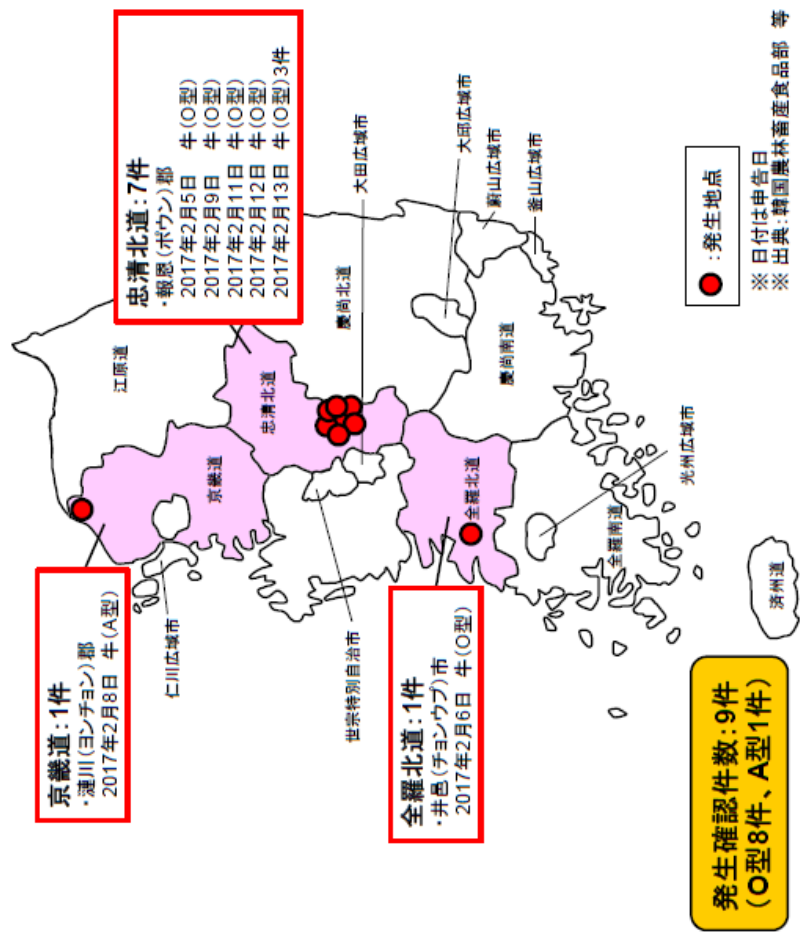 京畿道:1件
・漣川(ヨンチョン)郡
2017年2月8日 牛(A型)
忠清北道:7件
・報恩(ボウン)郡
2017年2月5日 牛(O型)
2017年2月9日 牛(O型)
2017年2月11日 牛(O型)
2017年2月12日 牛(O型)
2017年2月13日 牛(O型)3件
全羅北道:1件
・井邑(チョンウプ)市
2017年2月6日 牛(O型)
江原道
京畿道
仁川広域市
忠清北道
世宗特別自治市
大田広域市
慶尚北道
大邱広域市
蔚山広域市
釜山広域市
慶尚南道
全羅北道
全羅南道
光州広域市
済州道
発生確認件数:9件
(O型8件、A型1件)
:発生地点
※ 日付は申告日
※ 出典:韓国農林畜産食品部 等